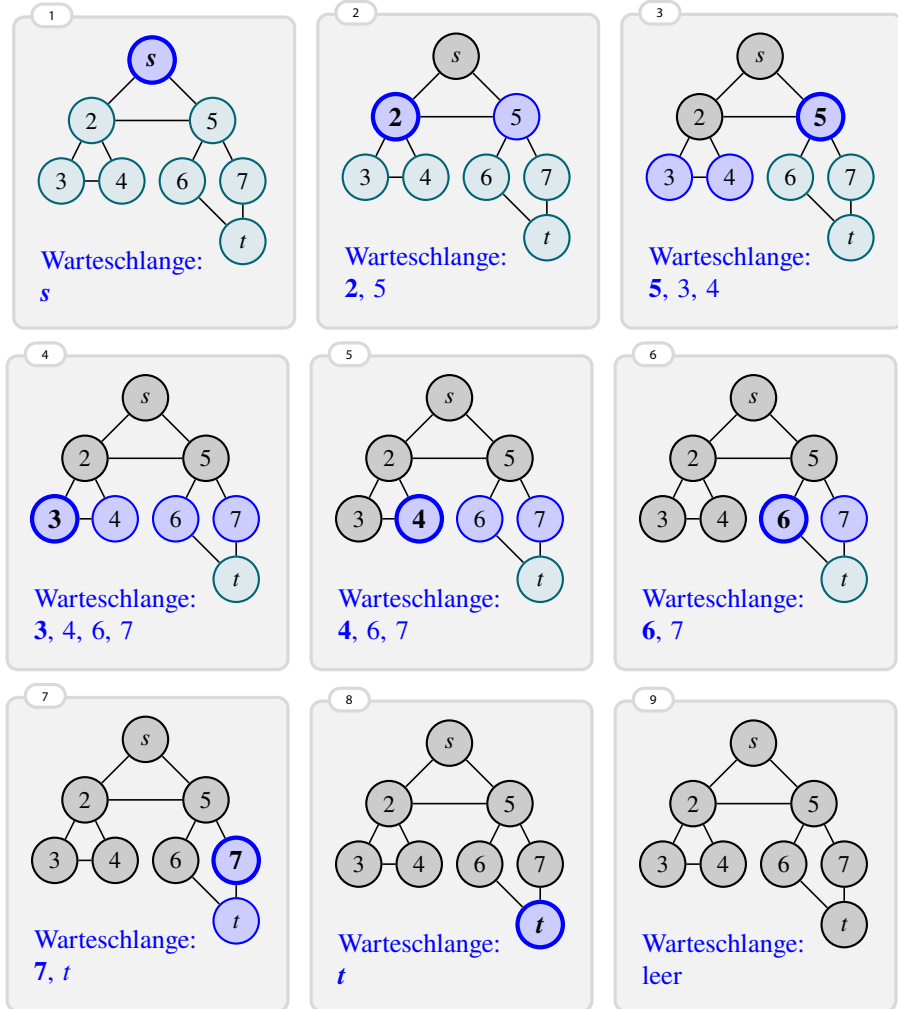 1
s
2 5
3 4 6 7
t
Warteschlange:
s
2
s
2 5
3 4 6 7
t
Warteschlange:
2, 5
3
s
2 5
3 4 6 7
t
Warteschlange:
5, 3, 4
4
s
2 5
3 4 6 7
t
Warteschlange:
3, 4, 6, 7
5
s
2 5
3 4 6 7
t
Warteschlange:
4, 6, 7
6
s
2 5
3 4 6 7
t
Warteschlange:
6, 7
7
s
2 5
3 4 6 7
t
Warteschlange:
7, t
8
s
2 5
3 4 6 7
t
Warteschlange:
t
9
s
2 5
3 4 6 7
t
Warteschlange:
leer